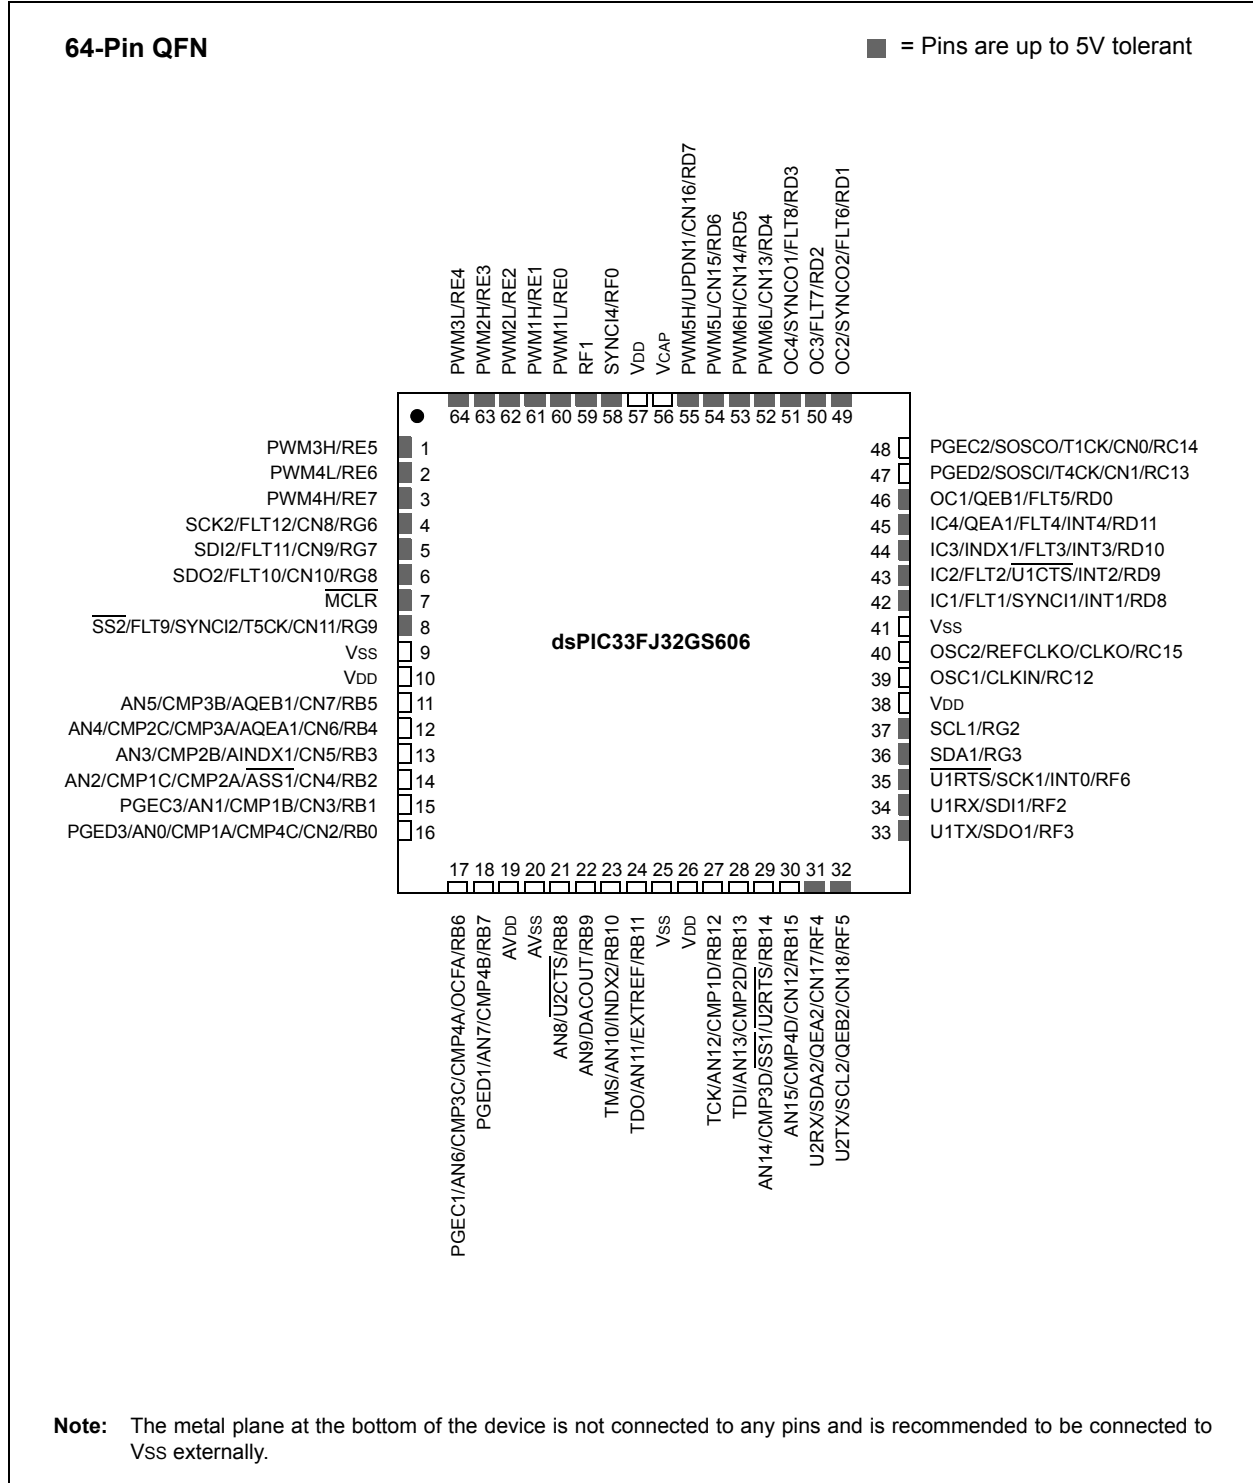 64-Pin QFN
= Pins are up to 5V tolerant
PWM3L/RE4
PWM2H/RE3
PWM2L/RE2
PWM1H/RE1
PWM1L/RE0
RF1
SYNCI4/RF0
VDD
VCAP
PWM5H/UPDN1/CN16/RD7
PWM5L/CN15/RD6
PWM6H/CN14/RD5
PWM6L/CN13/RD4
OC4/SYNCO1/FLT8/RD3
OC3/FLT7/RD2
OC2/SYNCO2/FLT6/RD1
64 63 62 61 60 59 58 57 56 55 54 53 52 51 50 49
PWM3H/RE5 1
PWM4L/RE6 2
PWM4H/RE7 3
SCK2/FLT12/CN8/RG6 4
SDI2/FLT11/CN9/RG7 5
SDO2/FLT10/CN10/RG8 6
MCLR 7
SS2/FLT9/SYNCI2/T5CK/CN11/RG9 8
VSS 9
VDD 10
AN5/CMP3B/AQEB1/CN7/RB5 11
AN4/CMP2C/CMP3A/AQEA1/CN6/RB4 12
AN3/CMP2B/AINDX1/CN5/RB3 13
AN2/CMP1C/CMP2A/ASS1/CN4/RB2 14
PGEC3/AN1/CMP1B/CN3/RB1 15
PGED3/AN0/CMP1A/CMP4C/CN2/RB0 16
dsPIC33FJ32GS606
48 PGEC2/SOSCO/T1CK/CN0/RC14
47 PGED2/SOSCI/T4CK/CN1/RC13
46 OC1/QEB1/FLT5/RD0
45 IC4/QEA1/FLT4/INT4/RD11
44 IC3/INDX1/FLT3/INT3/RD10
43 IC2/FLT2/U1CTS/INT2/RD9
42 IC1/FLT1/SYNCI1/INT1/RD8
41 VSS
40 OSC2/REFCLKO/CLKO/RC15
39 OSC1/CLKIN/RC12
38 VDD
37 SCL1/RG2
36 SDA1/RG3
35 U1RTS/SCK1/INT0/RF6
34 U1RX/SDI1/RF2
33 U1TX/SDO1/RF3
17 18 19 20 21 22 23 24 25 26 27 28 29 30 31 32
PGEC1/AN6/CMP3C/CMP4A/OCFA/RB6
PGED1/AN7/CMP4B/RB7
AVDD
AVSS
AN8/U2CTS/RB8
AN9/DACOUT/RB9
TMS/AN10/INDX2/RB10
TDO/AN11/EXTREF/RB11
VSS
VDD
TCK/AN12/CMP1D/RB12
TDI/AN13/CMP2D/RB13
AN14/CMP3D/SS1/U2RTS/RB14
AN15/CMP4D/CN12/RB15
U2RX/SDA2/QEA2/CN17/RF4
U2TX/SCL2/QEB2/CN18/RF5
Note: The metal plane at the bottom of the device is not connected to any pins and is recommended to be connected to
VSS externally.